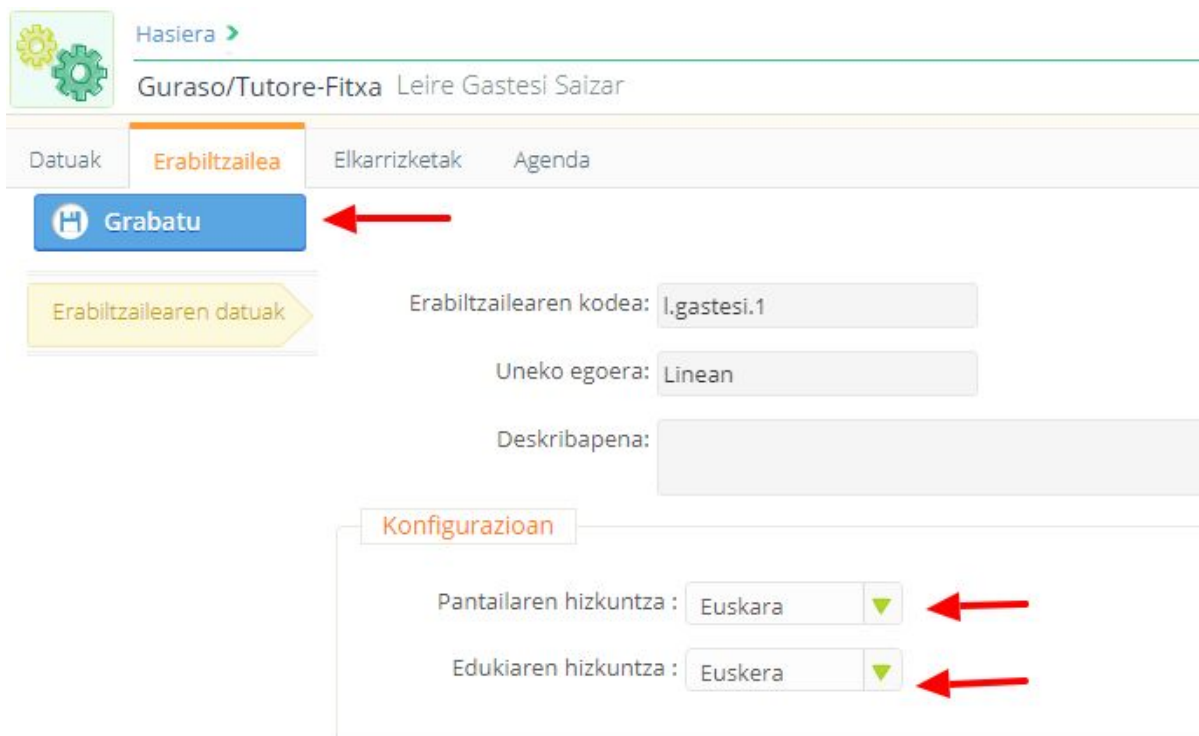 Hasiera >
Guraso/Tutore-Fitxa Leire Gastesi Saizar
Datuak Erabiltzailea Elkarrizketak Agenda
Grabatu
Erabiltzailearen datuak
Erabiltzailearen kodea: l.gastesi.1
Uneko egoera: Linean
Deskribapena:
Konfigurazioan
Pantailaren hizkuntza : Euskara
Edukiaren hizkuntza : Euskera